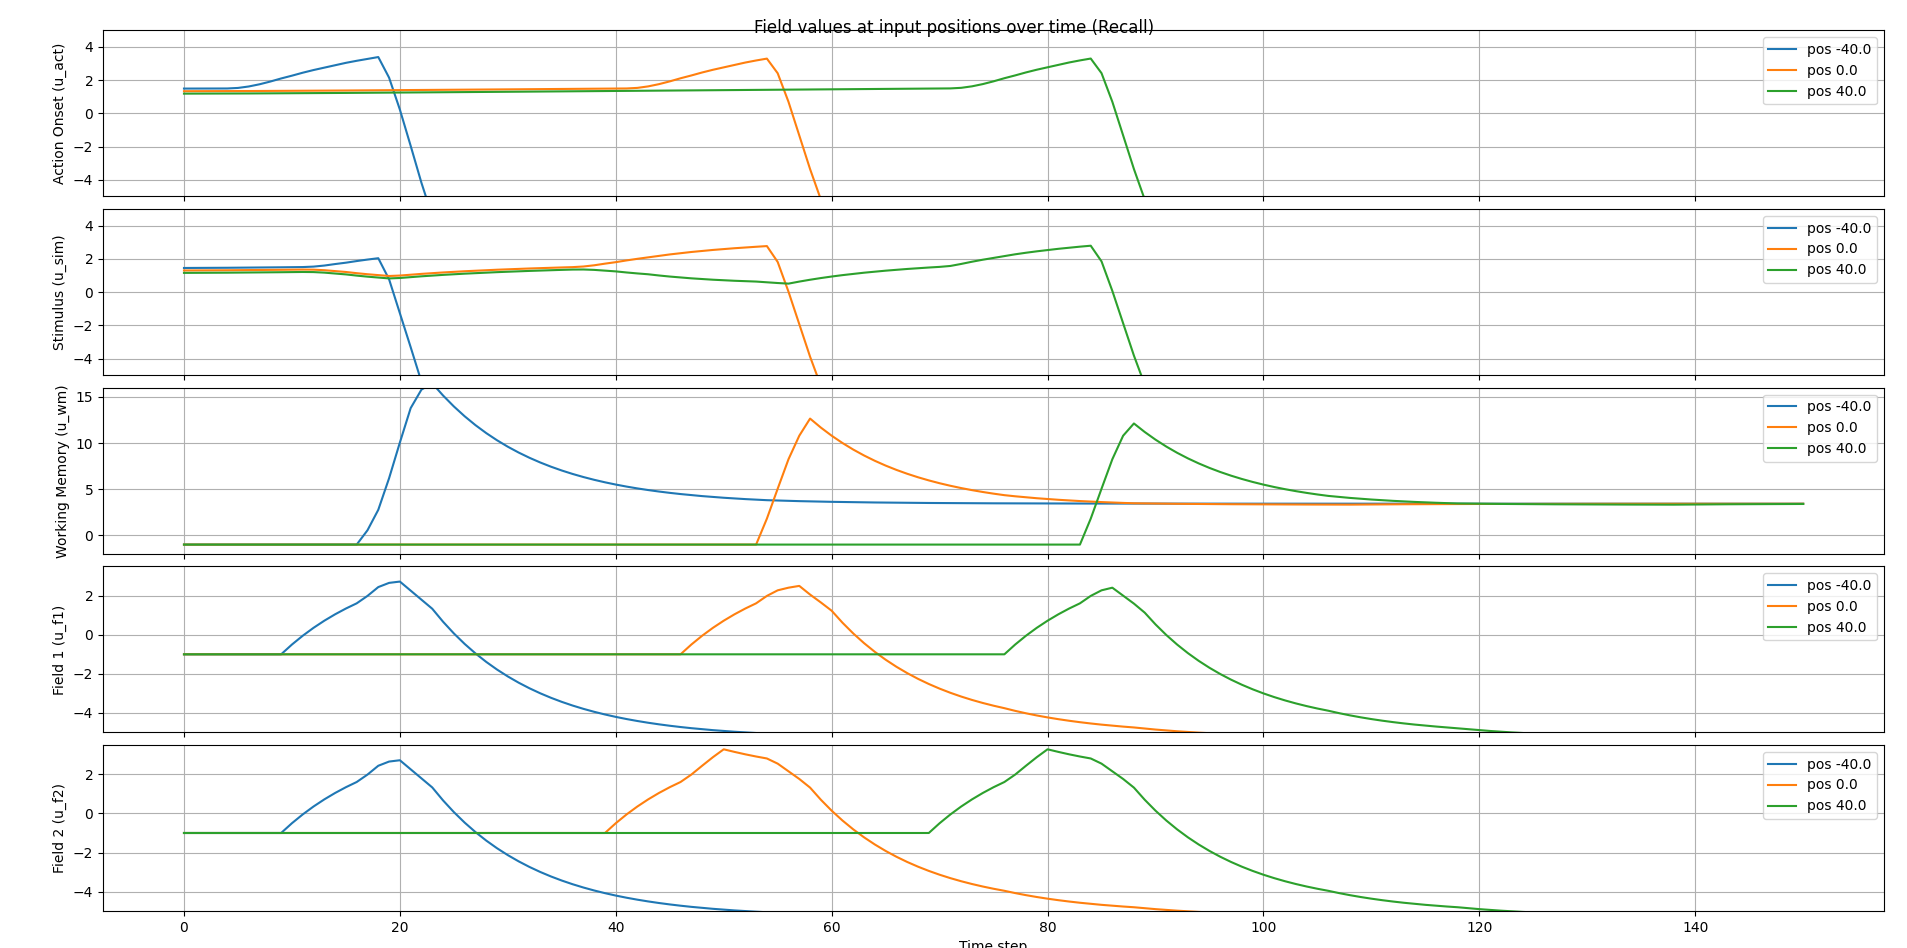 Field values at input positions over time (Recall)
Action Onset (u_act)
4
2
0
−2
−4
pos -40.0
pos 0.0
pos 40.0
Stimulus (u_sim)
4
2
0
−2
−4
pos -40.0
pos 0.0
pos 40.0
Working Memory (u_wm)
15
10
5
0
pos -40.0
pos 0.0
pos 40.0
Field 1 (u_f1)
2
0
−2
−4
pos -40.0
pos 0.0
pos 40.0
Field 2 (u_f2)
2
0
−2
−4
pos -40.0
pos 0.0
pos 40.0
0 20 40 60 80 100 120 140
Time step